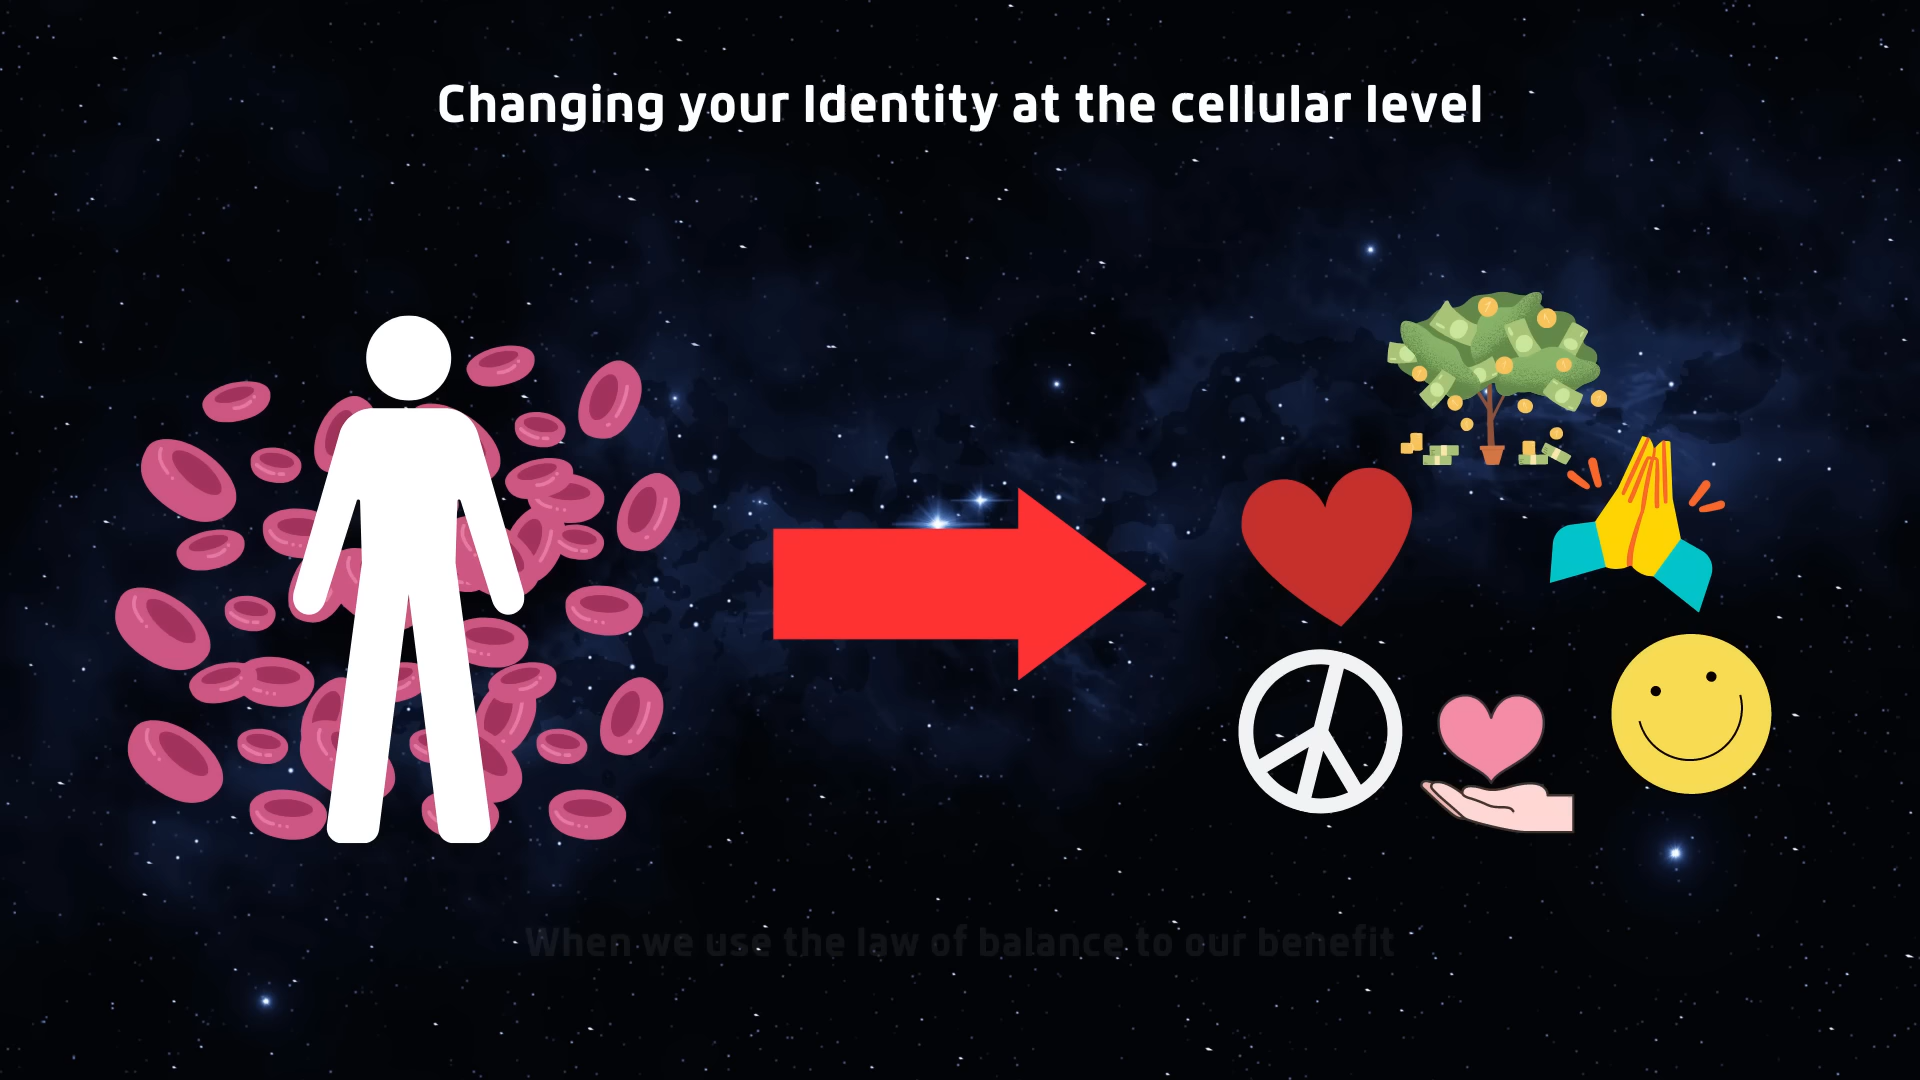 Changing your Identity at the cellular level
When we use the law of balance to our benefit